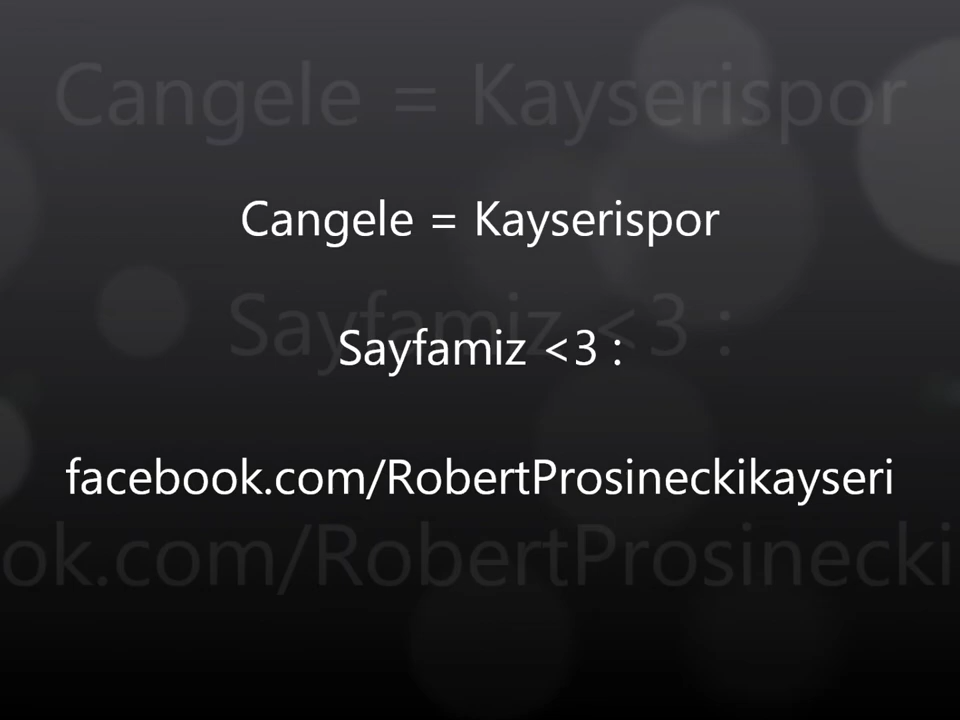 Cangele = Kayserispor
Sayfamiz <3 :
facebook.com/RobertProsineckikayseri